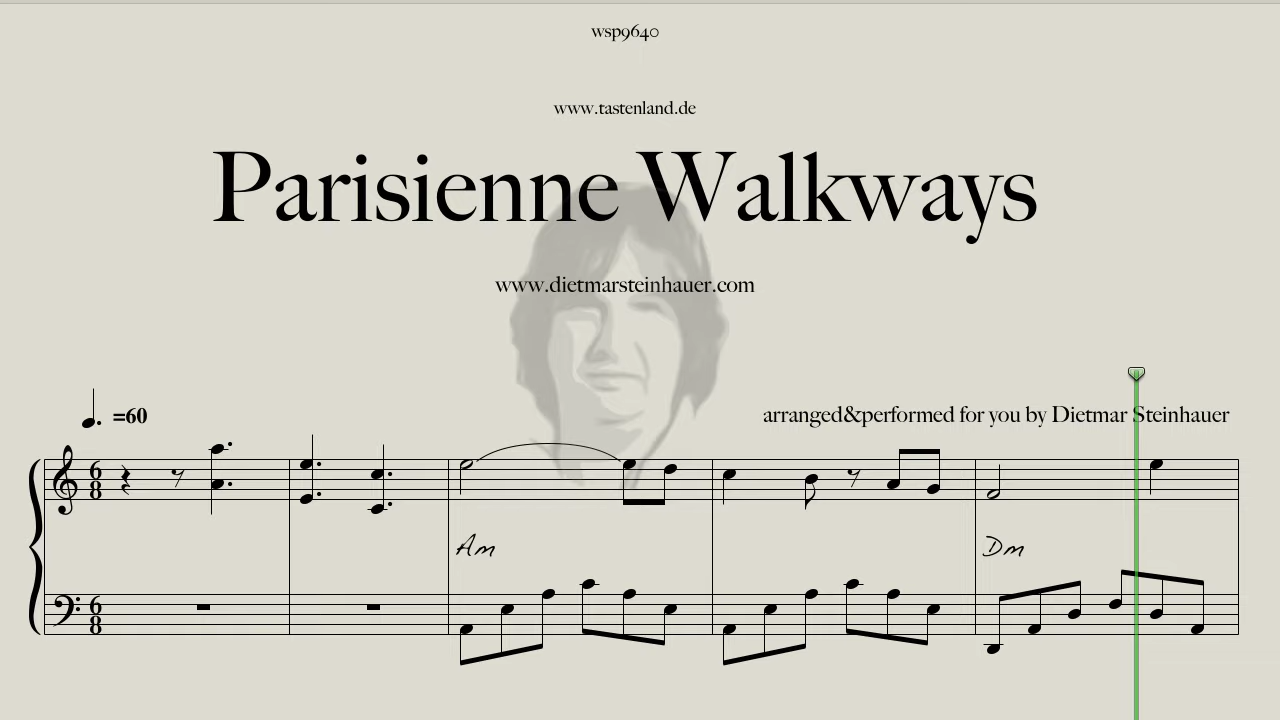 wsp9640
www.tastenland.de
Parisienne Walkways
www.dietmarsteinhauer.com
=60
arranged&performed for you by Dietmar Steinhauer
6
8
Am
Dm
6
8